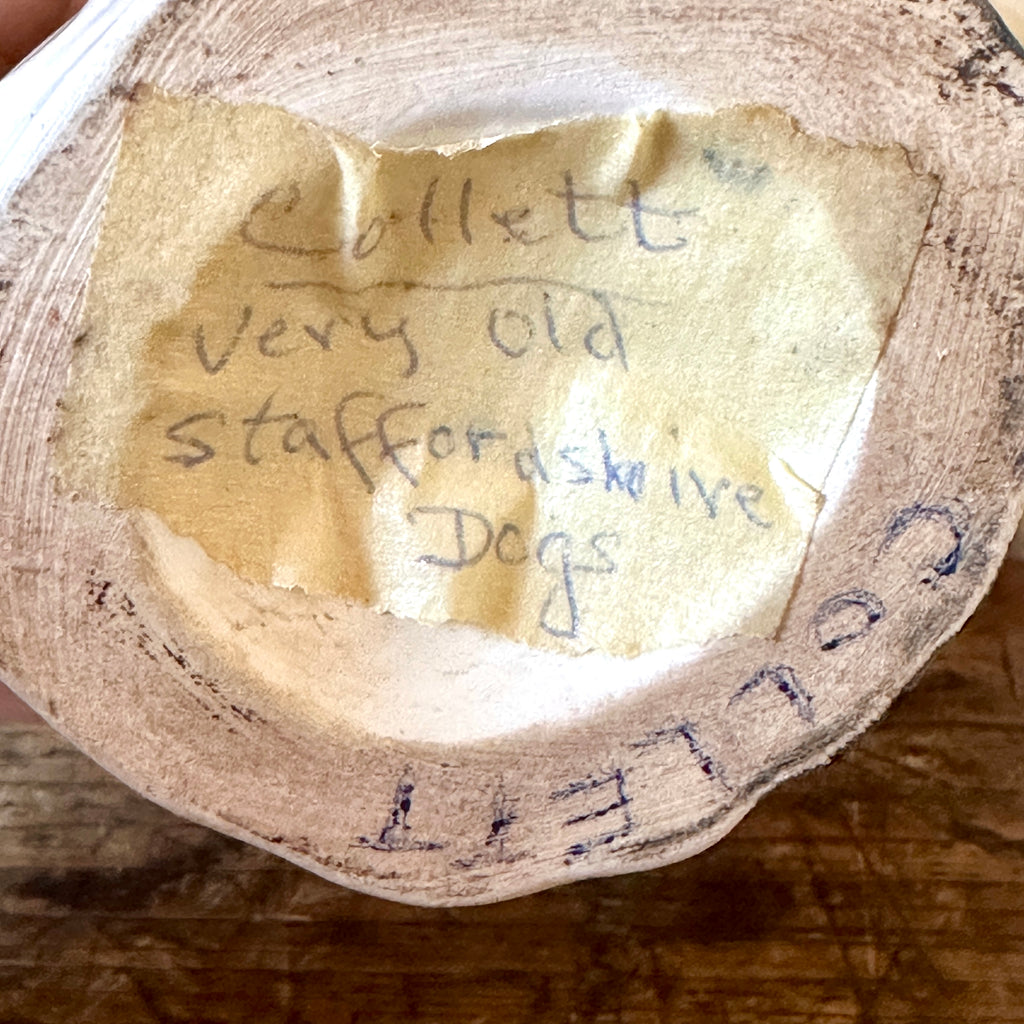 Collett
very old
staffordshire
Dogs
COLLETT